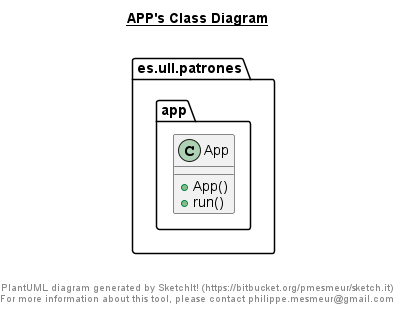 APP's Class Diagram
es.ull.patrones
app
C App
App()
run()
PlantUML diagram generated by SketchIt! (https://bitbucket.org/pmesmeur/sketch.it)
For more information about this tool, please contact philippe.mesmeur@gmail.com